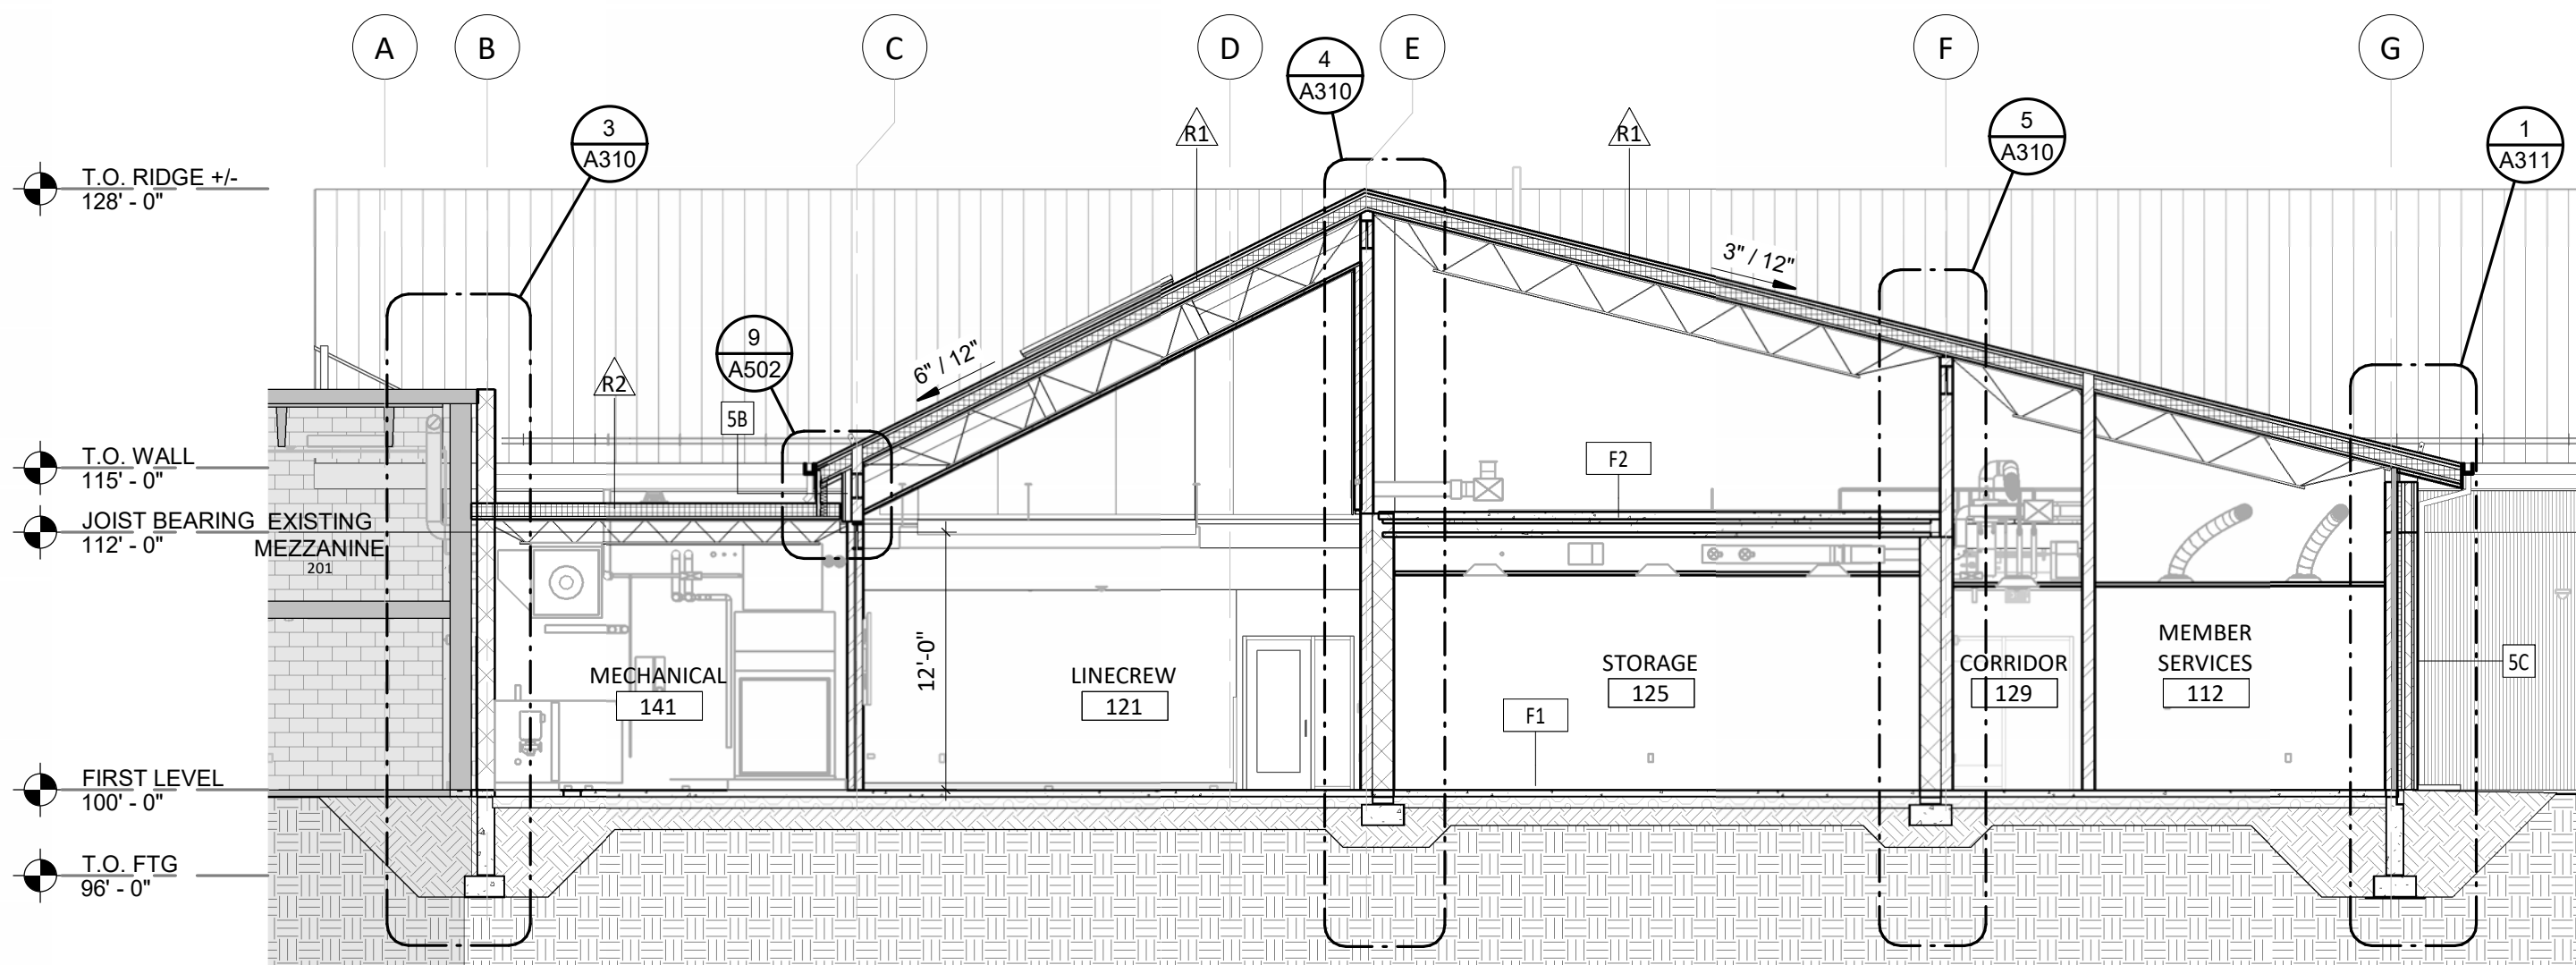 A
B
C
D
4
A310
E
F
G
3
A310
R1
R1
5
A310
1
A311
T.O. RIDGE +/-
128' - 0"
3" / 12"
9
A502
6" / 12"
R2
5B
T.O. WALL
115' - 0"
F2
JOIST BEARING
112' - 0"
EXISTING
MEZZANINE
201
12'-0"
MECHANICAL
141
LINECREW
121
STORAGE
125
CORRIDOR
129
MEMBER
SERVICES
112
5C
F1
FIRST LEVEL
100' - 0"
T.O. FTG
96' - 0"